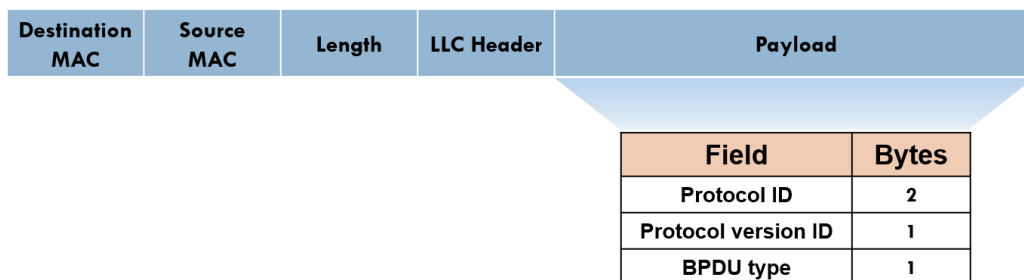 Destination MAC Source MAC Length LLC Header Payload
Field Bytes
Protocol ID 2
Protocol version ID 1
BPDU type 1